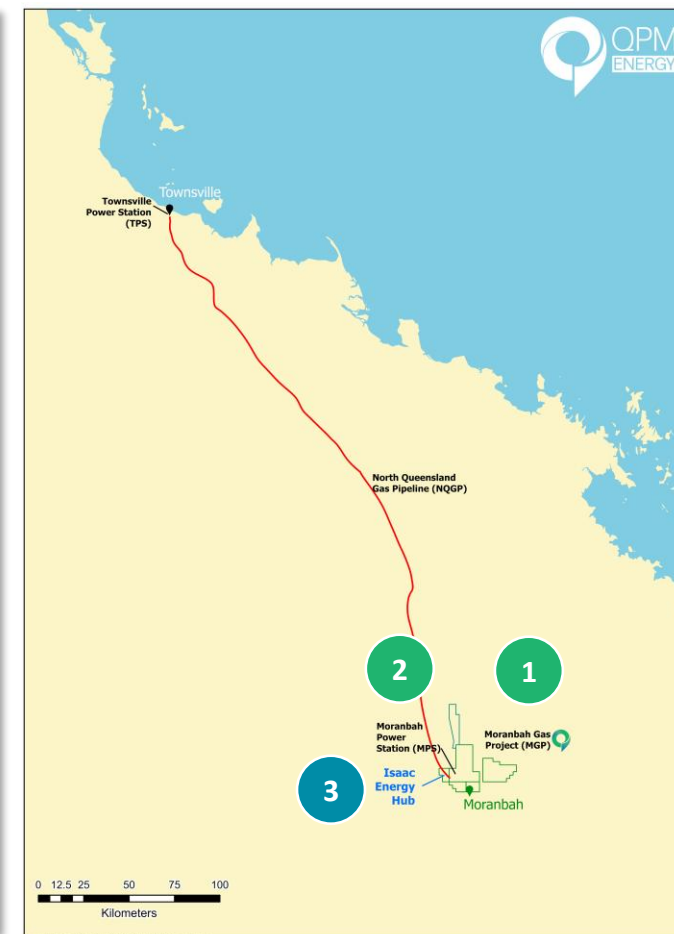 QPM
ENERGY
Townsville
Townsville
Power Station
(TPS)
North Queensland
Gas Pipeline (NQGP)
2
1
Moranbah
Power
Station (MPS)
Moranbah Gas
Project (MGP)
3
Isaac
Energy
Hub
Moranbah
0 12.5 25 50 75 100
Kilometers